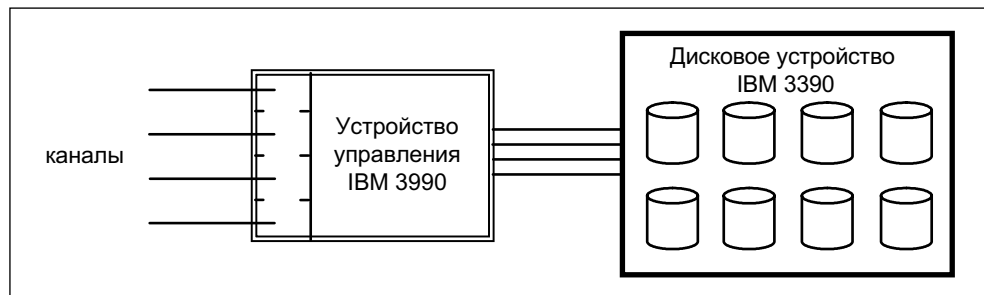 каналы
Устройство
управления
IBM 3990
Дисковое устройство
IBM 3390